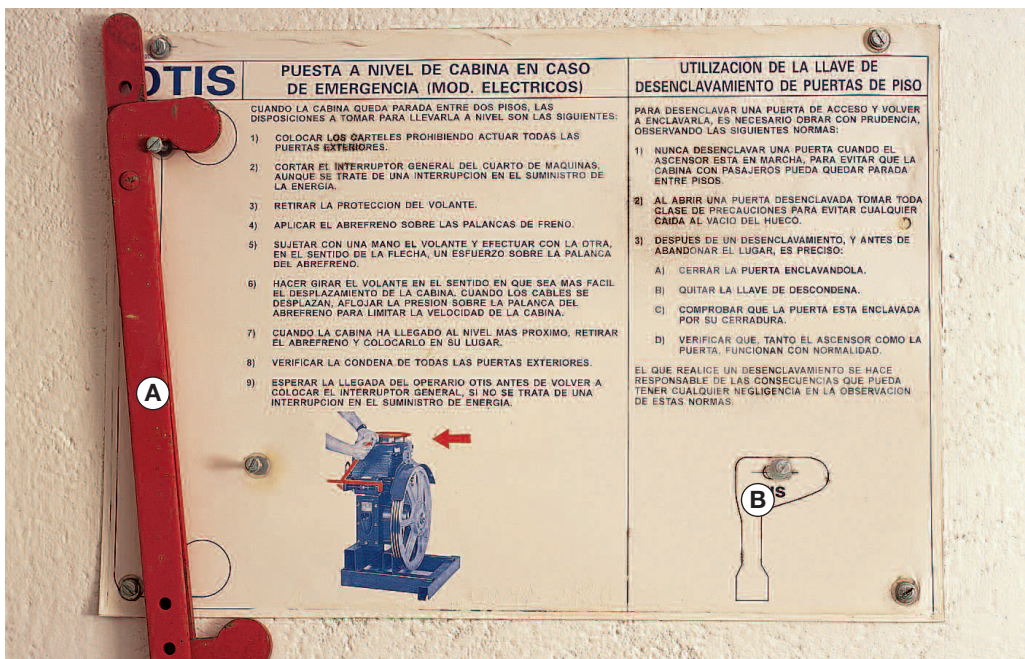 OTIS
PUESTA A NIVEL DE CABINA EN CASO
DE EMERGENCIA (MOD. ELECTRICOS)
CUANDO LA CABINA QUEDA PARADA ENTRE DOS PISOS, LAS
DISPOSICIONES A TOMAR PARA LLEVARLA A NIVEL SON LAS SIGUIENTES:
1) COLOCAR LOS CARTELES PROHIBIENDO ACTUAR TODAS LAS
PUERTAS EXTERIORES.
2) CORTAR EL INTERRUPTOR GENERAL DEL CUARTO DE MAQUINAS,
AUNQUE SE TRATE DE UNA INTERRUPCION EN EL SUMINISTRO DE
LA ENERGIA.
3) RETIRAR LA PROTECCION DEL VOLANTE.
4) APLICAR EL ABREFRENO SOBRE LAS PALANCAS DE FRENO.
5) SUJETAR CON UNA MANO EL VOLANTE Y EFECTUAR CON LA OTRA,
EN EL SENTIDO DE LA FLECHA, UN ESFUERZO SOBRE LA PALANCA
DEL ABREFRENO.
6) HACER GIRAR EL VOLANTE EN EL SENTIDO EN QUE SEA MAS FACIL
EL DESPLAZAMIENTO DE LA CABINA. CUANDO LOS CABLES SE
DESPLAZAN, AFLOJAR LA PRESION SOBRE LA PALANCA DEL
ABREFRENO PARA LIMITAR LA VELOCIDAD DE LA CABINA.
7) CUANDO LA CABINA HA LLEGADO AL NIVEL MAS PROXIMO, RETIRAR
EL ABREFRENO Y COLOCARLO EN SU LUGAR.
8) VERIFICAR LA CONDENA DE TODAS LAS PUERTAS EXTERIORES.
9) ESPERAR LA LLEGADA DEL OPERARIO OTIS ANTES DE VOLVER A
COLOCAR EL INTERRUPTOR GENERAL, SI NO SE TRATA DE UNA
INTERRUPCION EN EL SUMINISTRO DE ENERGIA.
A
UTILIZACION DE LA LLAVE DE
DESENCLAVAMIENTO DE PUERTAS DE PISO
PARA DESENCLAVAR UNA PUERTA DE ACCESO Y VOLVER
A ENCLAVARLA, ES NECESARIO OBRAR CON PRUDENCIA,
OBSERVANDO LAS SIGUIENTES NORMAS:
1) NUNCA DESENCLAVAR UNA PUERTA CUANDO EL
ASCENSOR ESTA EN MARCHA, PARA EVITAR QUE LA
CABINA CON PASAJEROS PUEDA QUEDAR PARADA
ENTRE PISOS.
2) AL ABRIR UNA PUERTA DESENCLAVADA TOMAR TODA
CLASE DE PRECAUCIONES PARA EVITAR CUALQUIER
CAIDA AL VACIO DEL HUECO.
3) DESPUES DE UN DESENCLAVAMIENTO, Y ANTES DE
ABANDONAR EL LUGAR, ES PRECISO:
A) CERRAR LA PUERTA ENCLAVANDOLA.
B) QUITAR LA LLAVE DE DESCONDENA.
C) COMPROBAR QUE LA PUERTA ESTA ENCLAVADA
POR SU CERRADURA.
D) VERIFICAR QUE, TANTO EL ASCENSOR COMO LA
PUERTA, FUNCIONAN CON NORMALIDAD.
EL QUE REALICE UN DESENCLAVAMIENTO SE HACE
RESPONSABLE DE LAS CONSECUENCIAS QUE PUEDA
TENER CUALQUIER NEGLIGENCIA EN LA OBSERVACION
DE ESTAS NORMAS.
B